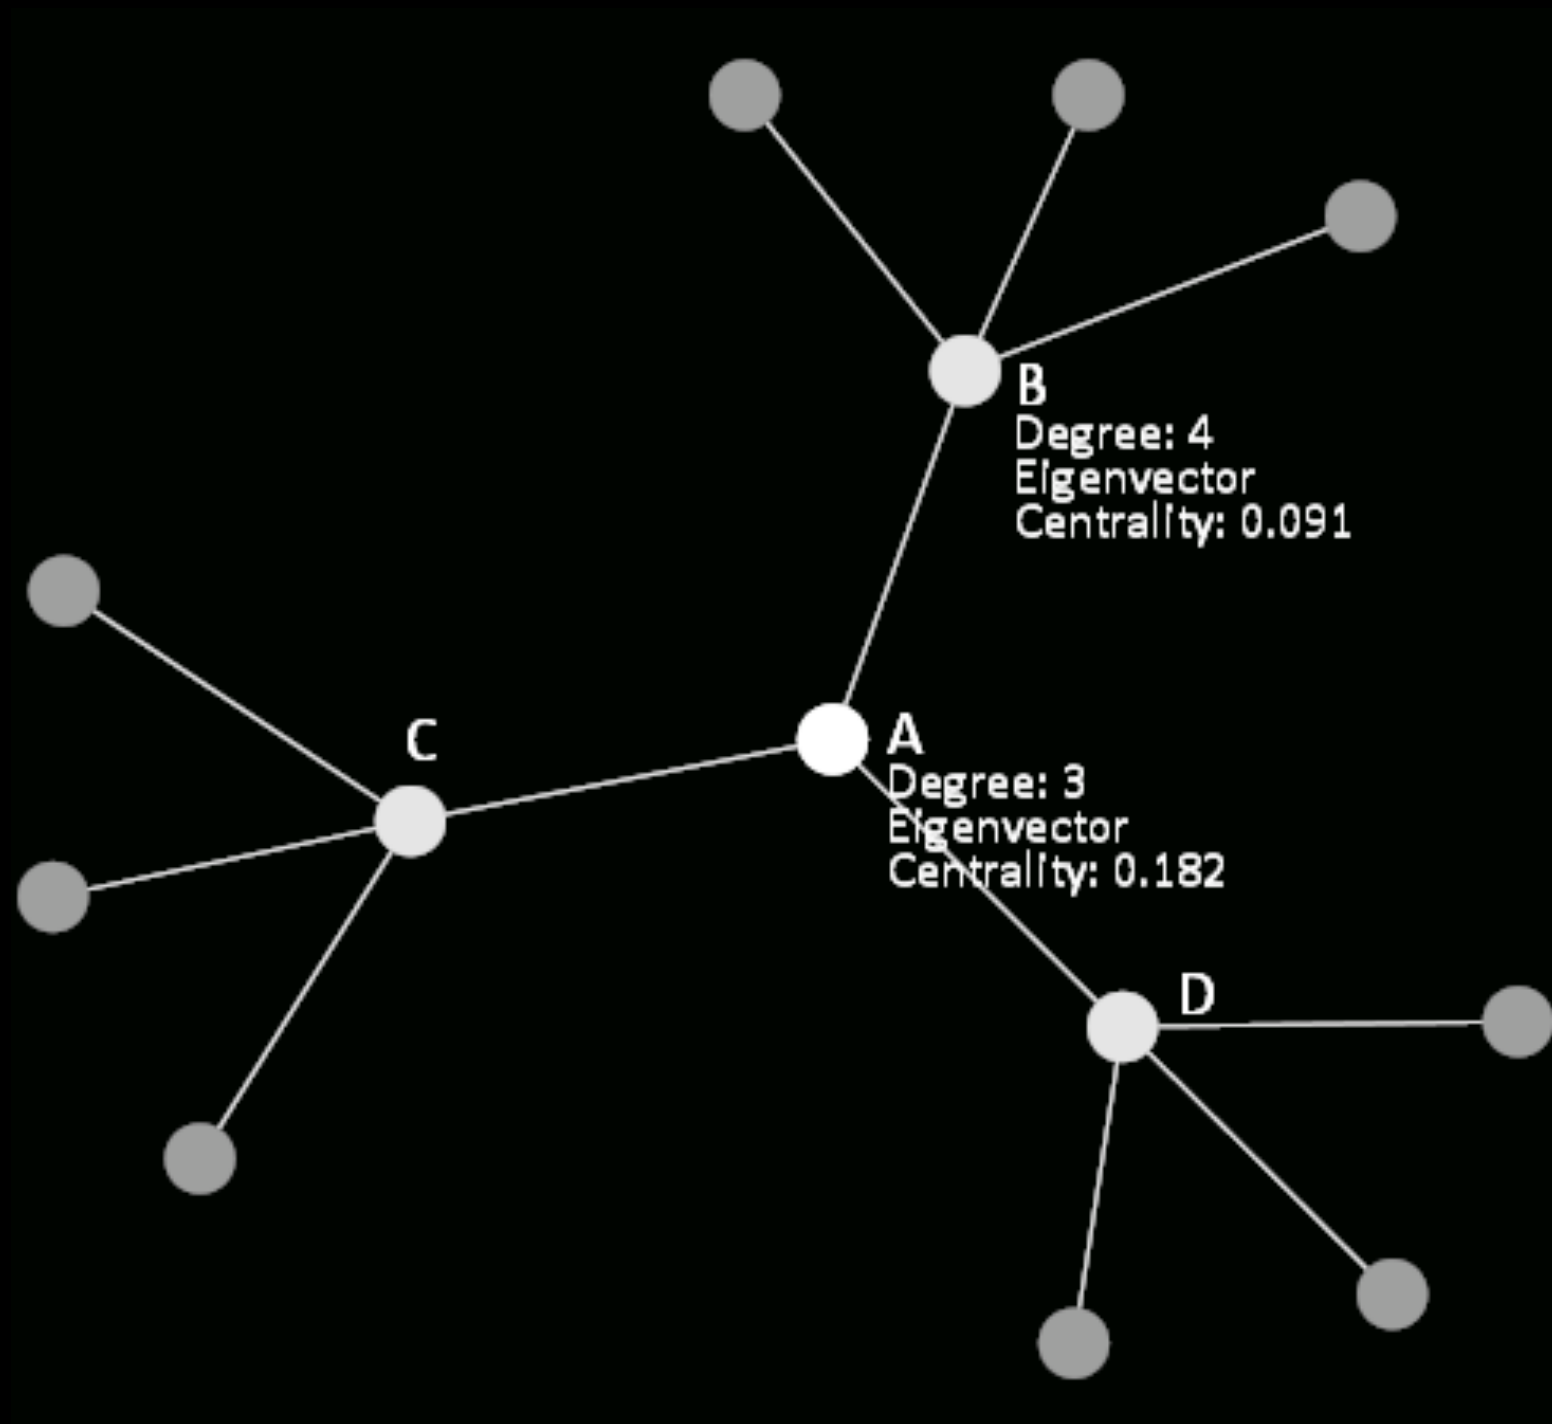 B
Degree: 4
Eigenvector
Centrality: 0.091
C
A
Degree: 3
Eigenvector
Centrality: 0.182
D